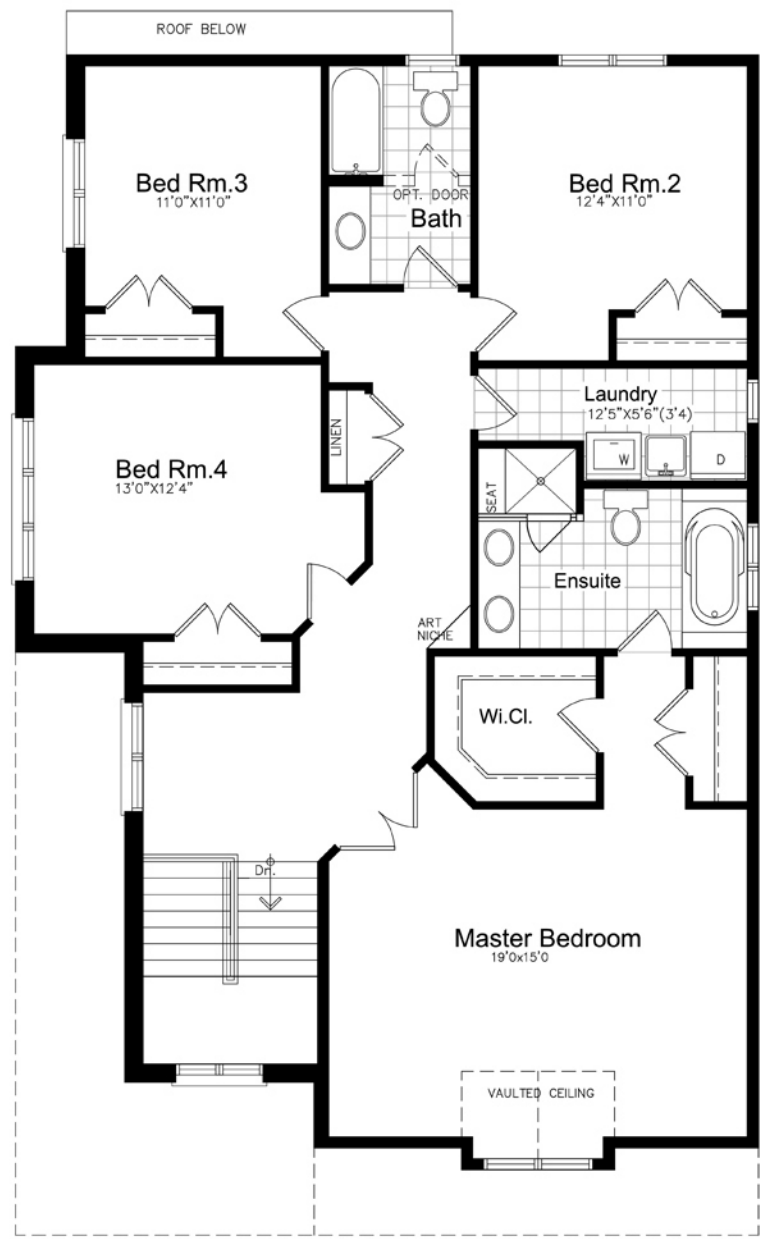 ROOF BELOW
Bed Rm.3
11'0"X11'0"
OPT. DOOR
Bath
Bed Rm.2
12'4"X11'0"
Laundry
12'5"X5'6"(3'4)
W
D
LINEN
Bed Rm.4
13'0"X12'4"
SEAT
Ensuite
ART
NICHE
Wi.Cl.
Dn.
Master Bedroom
19'0x15'0
VAULTED CEILING